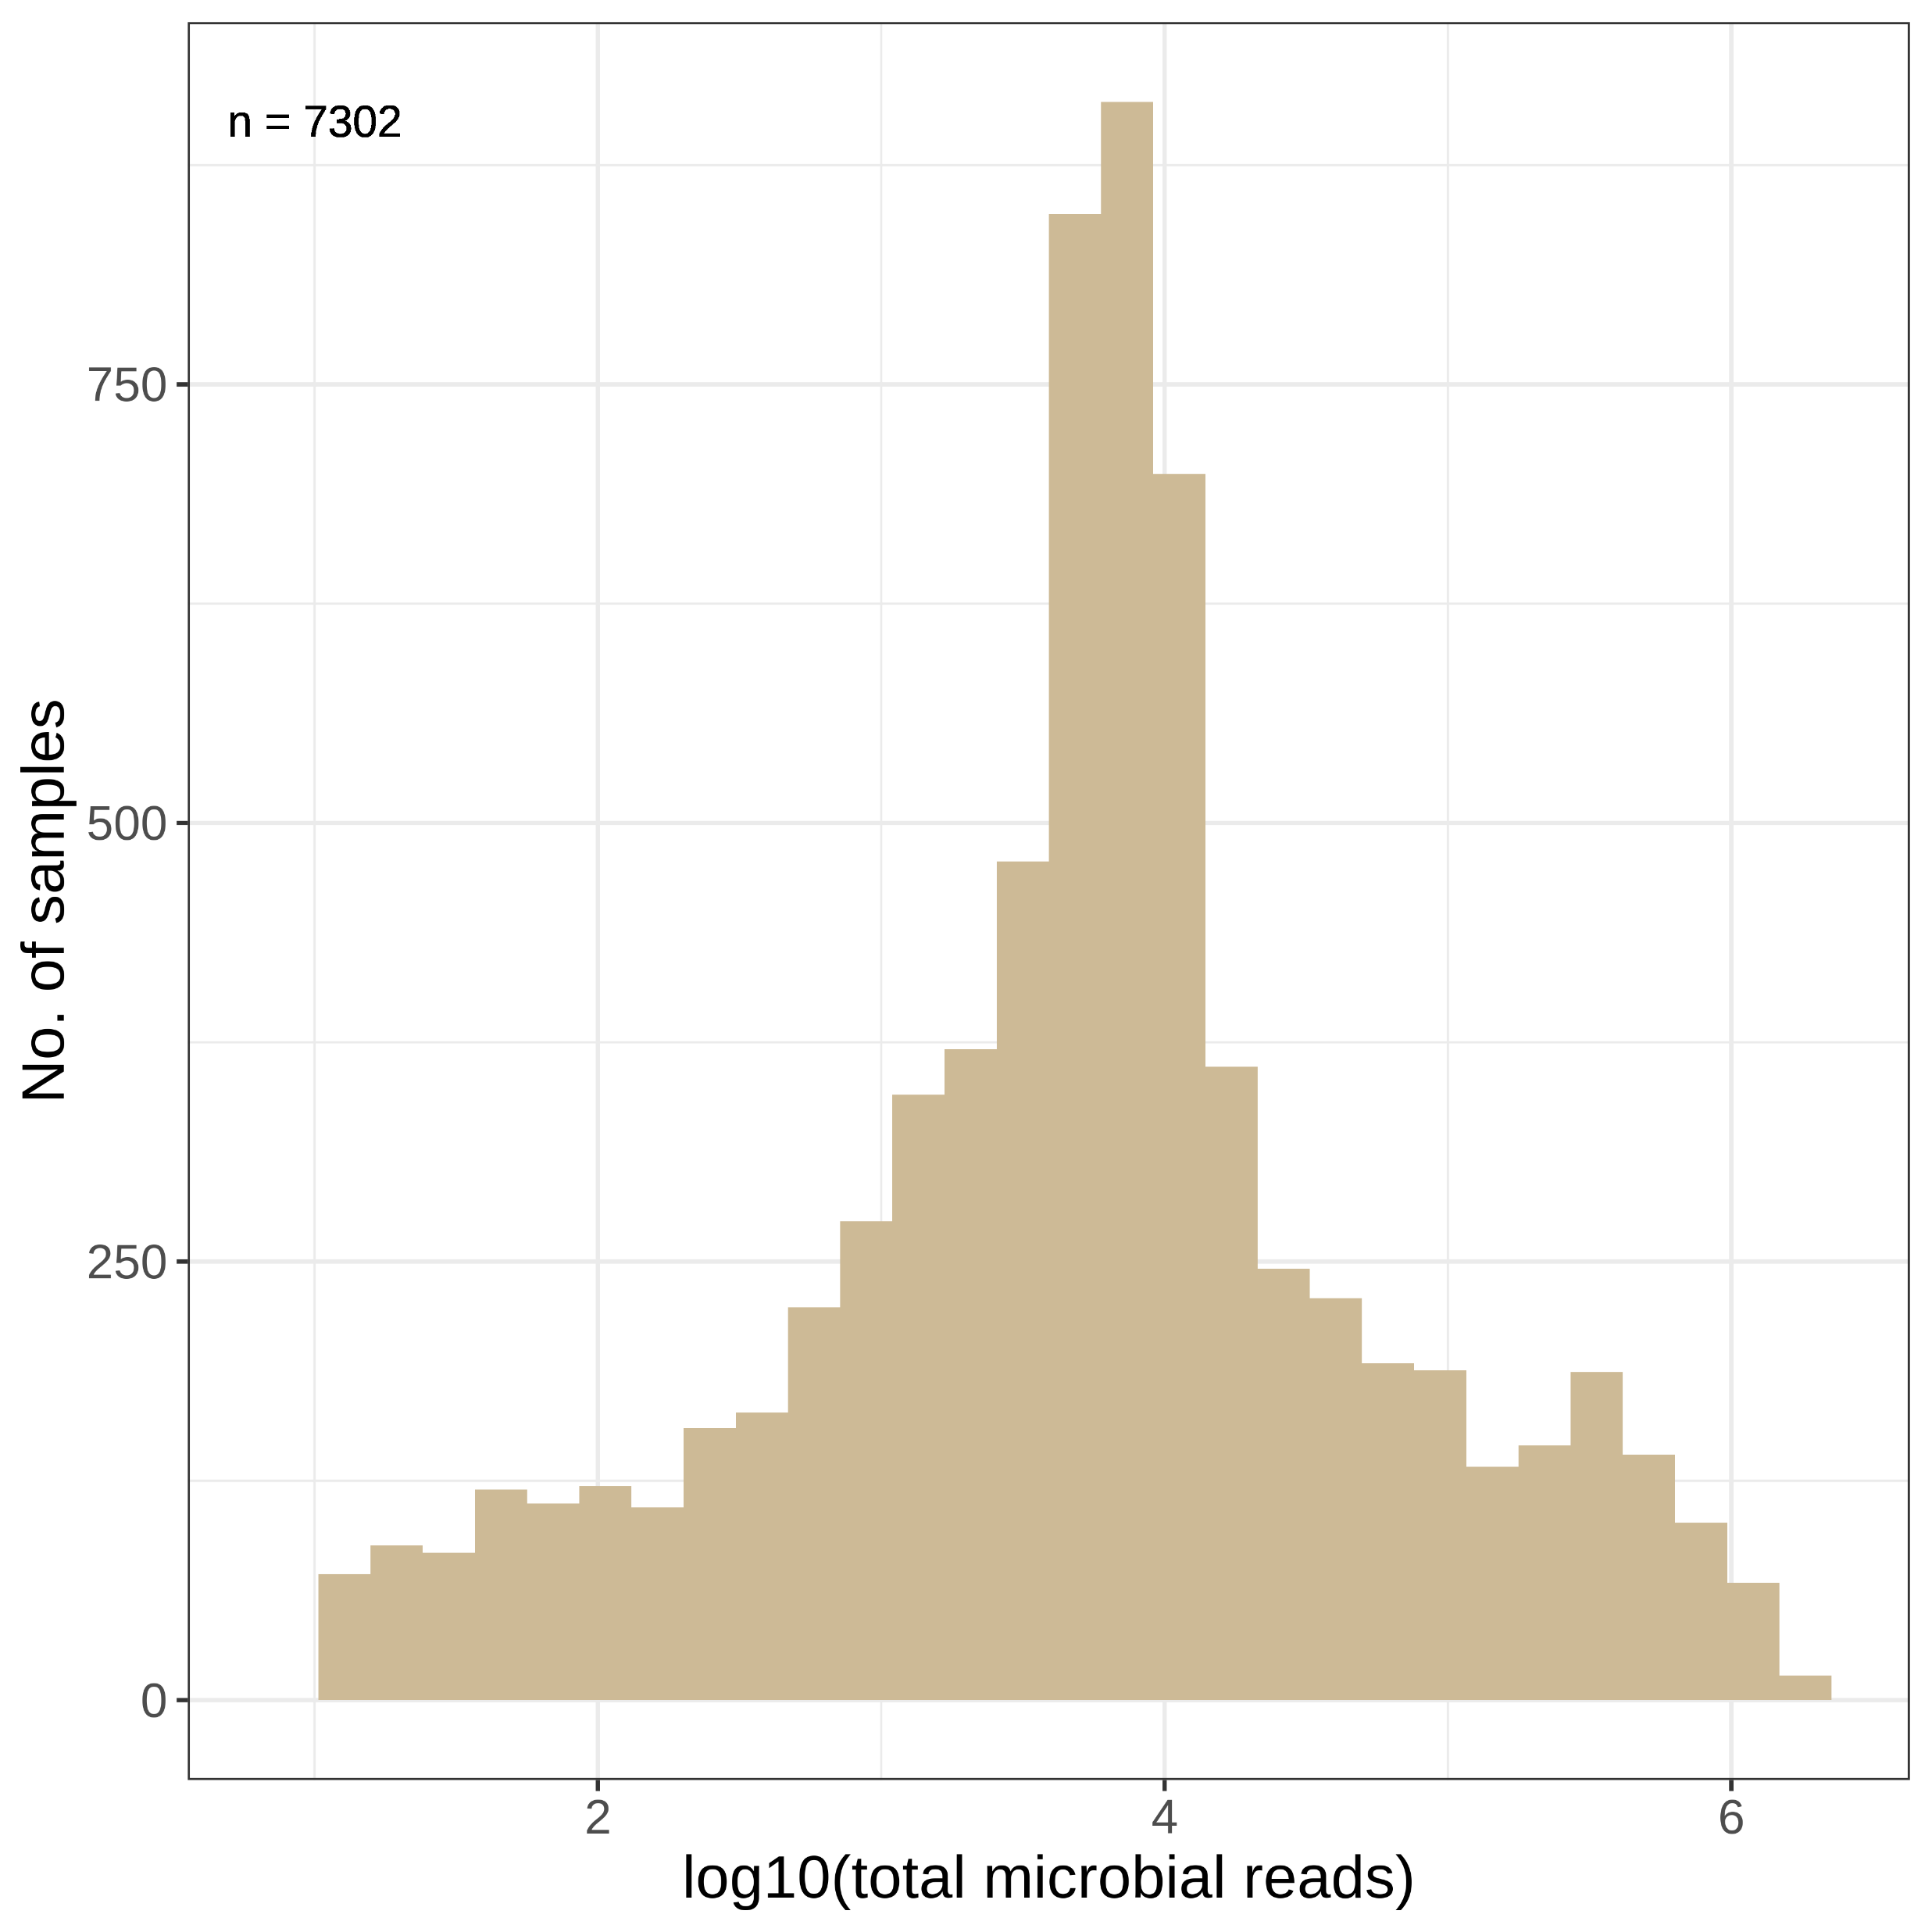 n = 7302
No. of samples
750
500
250
0
2
4
6
log10(total microbial reads)